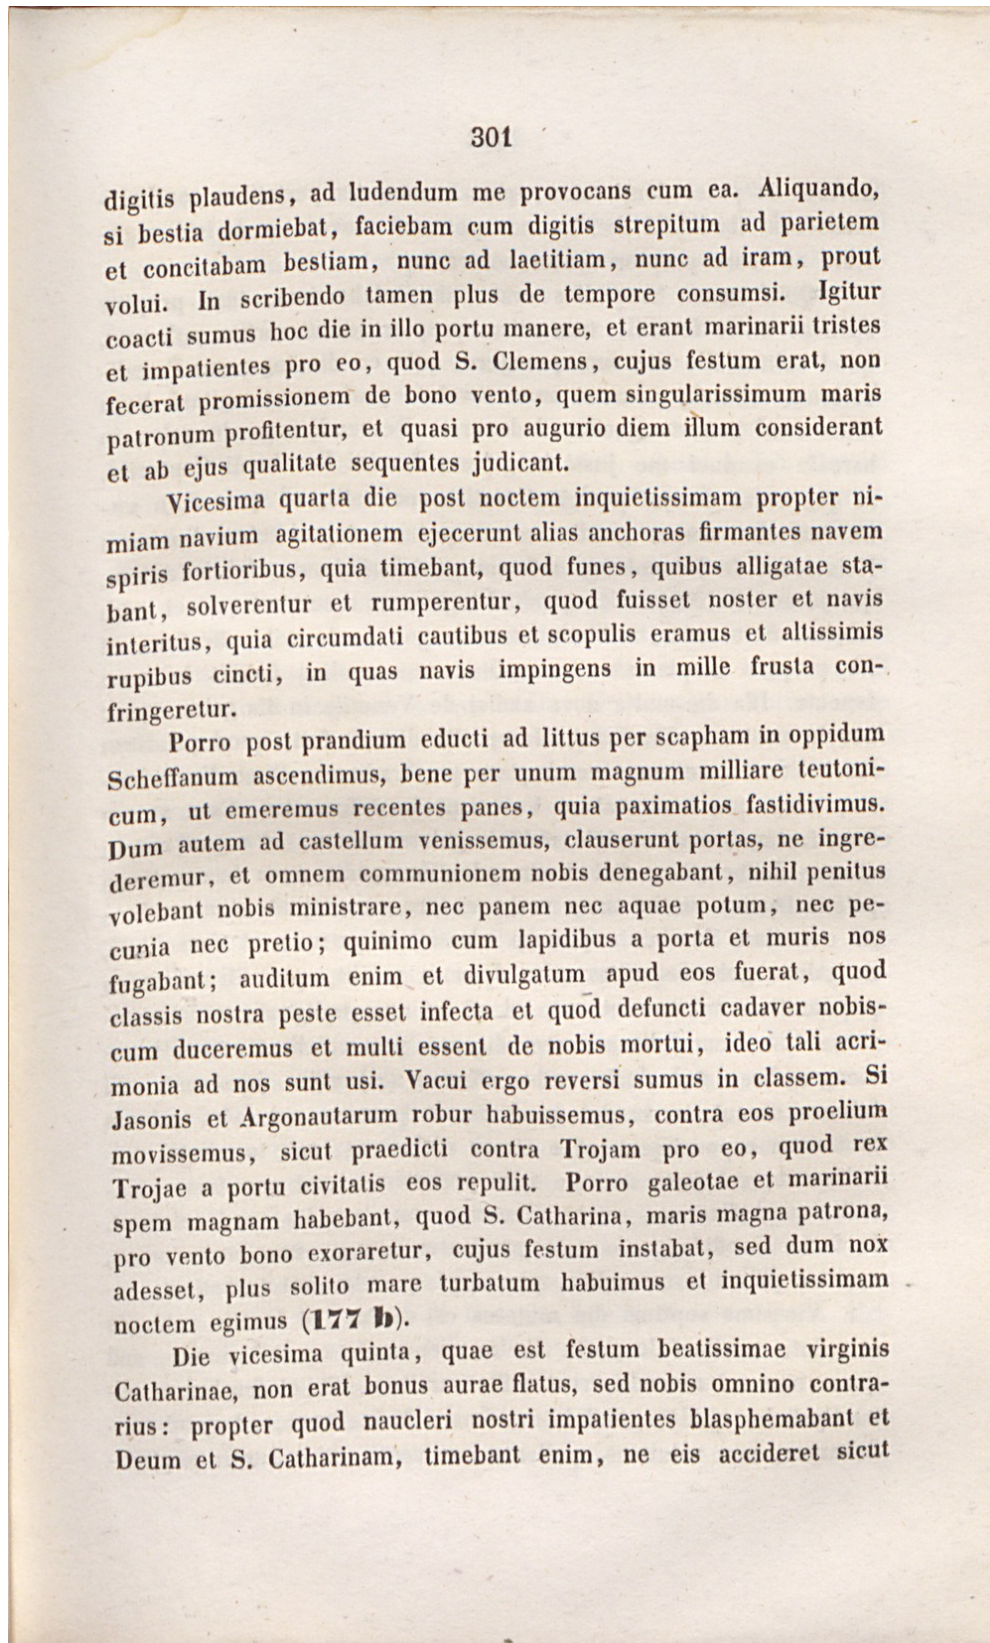 301
digitis plaudens, ad ludendum me provocans cum ea. Aliquando,
si bestia dormiebat, faciebam cum digitis strepitum ad parietem
et concitabam bestiam, nunc ad laetitiam, nunc ad iram, prout
volui. In scribendo tamen plus de tempore consumsi. Igitur
coacti sumus hoc die in illo portu manere, et erant marinarii tristes
et impatientes pro eo, quod S. Clemens, cujus festum erat, non
fecerat promissionem de bono vento, quem singularissimum maris
patronum profitentur, et quasi pro augurio diem illum considerant
et ab ejus qualitate sequentes judicant.
Vicesima quarta die post noctem inquietissimam propter ni-
miam navium agitationem ejecerunt alias anchoras firmantes navem
spiris fortioribus, quia timebant, quod funes, quibus alligatae sta-
bant, solverentur et rumperentur, quod fuisset noster et navis
interitus, quia circumdati cautibus et scopulis eramus et altissimis
rupibus cincti, in quas navis impingens in mille frusta con-
fringeretur.
Porro post prandium educti ad littus per scapham in oppidum
Scheffanum ascendimus, bene per unum magnum milliare teutoni-
cum, ut emeremus recentes panes, quia paximatios fastidivimus.
Dum autem ad castellum venissemus, clauserunt portas, ne ingre-
deremur, et omnem communionem nobis denegabant, nihil penitus
volebant nobis ministrare, nec panem nec aquae potum, nec pe-
cunia nec pretio; quinimo cum lapidibus a porta et muris nos
fugabant; auditum enim et divulgatum apud eos fuerat, quod
classis nostra peste esset infecta et quod defuncti cadaver nobis-
cum duceremus et multi essent de nobis mortui, ideo tali acri-
monia ad nos sunt usi. Vacui ergo reversi sumus in classem. Si
Jasonis et Argonautarum robur habuissemus, contra eos proelium
movissemus, sicut praedicti contra Trojam pro eo, quod rex
Trojae a portu civitatis eos repulit. Porro galeotae et marinarii
spem magnam habebant, quod S. Catharina, maris magna patrona,
pro vento bono exoraretur, cujus festum instabat, sed dum nox
adesset, plus solito mare turbatum habuimus et inquietissimam
noctem egimus (177 b).
Die vicesima quinta, quae est festum beatissimae virginis
Catharinae, non erat bonus aurae flatus, sed nobis omnino contra-
rius: propter quod naucleri nostri impatientes blasphemabant et
Deum et S. Catharinam, timebant enim, ne eis accideret sicut